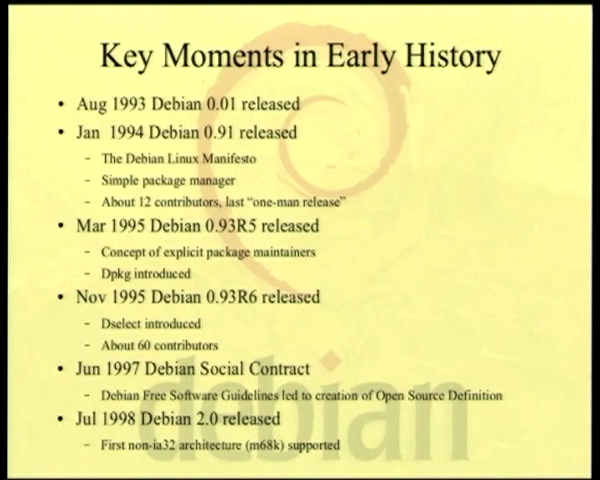 Key Moments in Early History
• Aug 1993 Debian 0.01 released
• Jan 1994 Debian 0.91 released
- The Debian Linux Manifesto
- Simple package manager
- About 12 contributors, last “one-man release”
• Mar 1995 Debian 0.93R5 released
- Concept of explicit package maintainers
- Dpkg introduced
• Nov 1995 Debian 0.93R6 released
- Dselect introduced
- About 60 contributors
• Jun 1997 Debian Social Contract
- Debian Free Software Guidelines led to creation of Open Source Definition
• Jul 1998 Debian 2.0 released
- First non-ia32 architecture (m68k) supported
debian